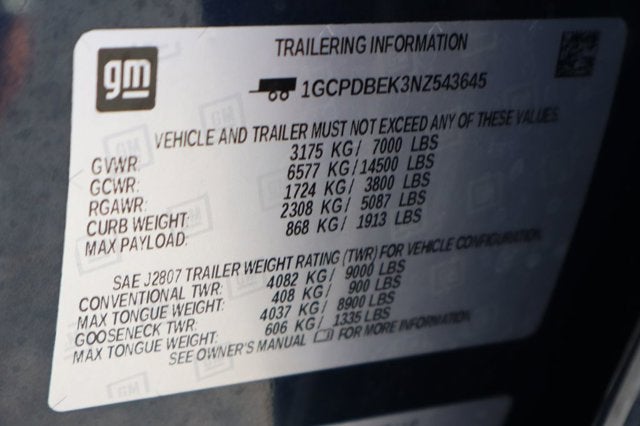 gm
TRAILERING INFORMATION
1GCPDBEK3NZ543645
VEHICLE AND TRAILER MUST NOT EXCEED ANY OF THESE VALUES
GVWR: 3175 KG/ 7000 LBS
GCWR: 6577 KG/14500 LBS
RGAWR: 1724 KG/ 3800 LBS
CURB WEIGHT: 2308 KG/ 5087 LBS
MAX PAYLOAD: 868 KG/ 1913 LBS
SAE J2807 TRAILER WEIGHT RATING (TWR) FOR VEHICLE CONFIGURATION.
CONVENTIONAL TWR: 4082 KG/ 9000 LBS
MAX TONGUE WEIGHT: 408 KG/ 900 LBS
GOOSENECK TWR: 4037 KG/ 8900 LBS
MAX TONGUE WEIGHT: 606 KG/ 1335 LBS
SEE OWNER'S MANUAL FOR MORE INFORMATION